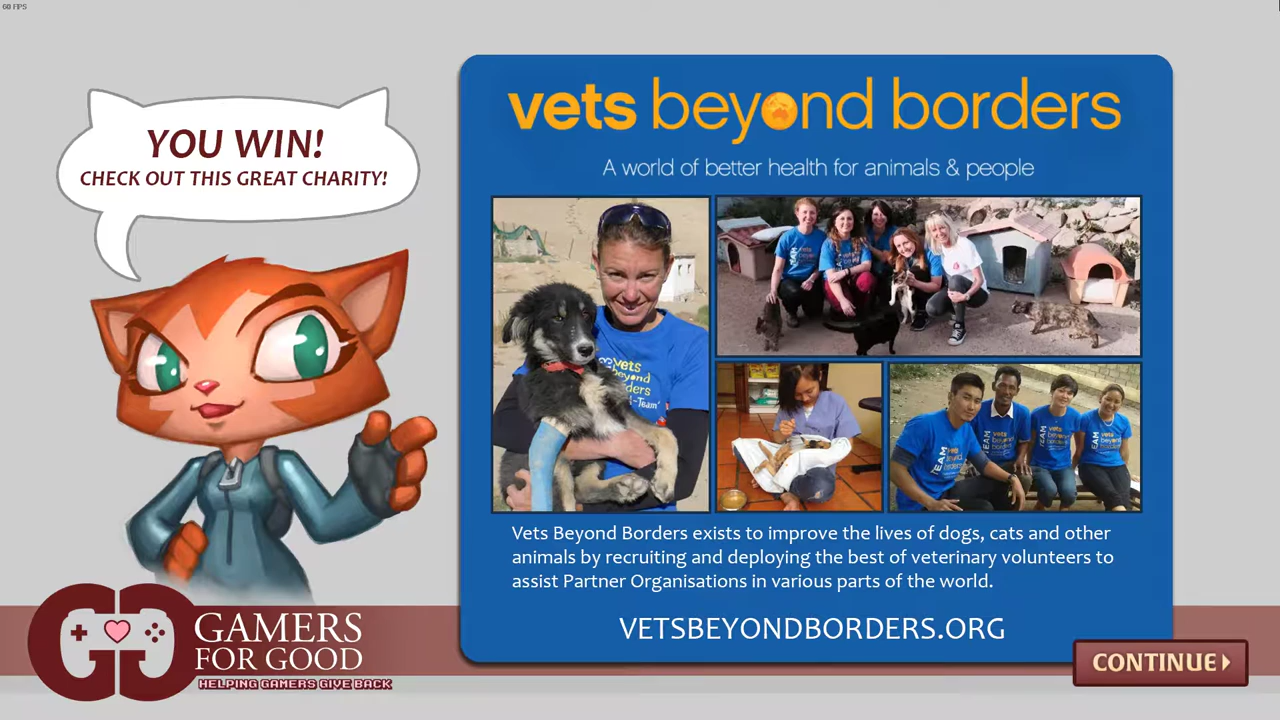 60 FPS
YOU WIN!
CHECK OUT THIS GREAT CHARITY!
vets beyond borders
A world of better health for animals & people
vets
beyond
borders
Vets Beyond Borders exists to improve the lives of dogs, cats and other
animals by recruiting and deploying the best of veterinary volunteers to
assist Partner Organisations in various parts of the world.
VETSBEYONDBORDERS.ORG
GAMERS
FOR GOOD
HELPING GAMERS GIVE BACK
CONTINUE